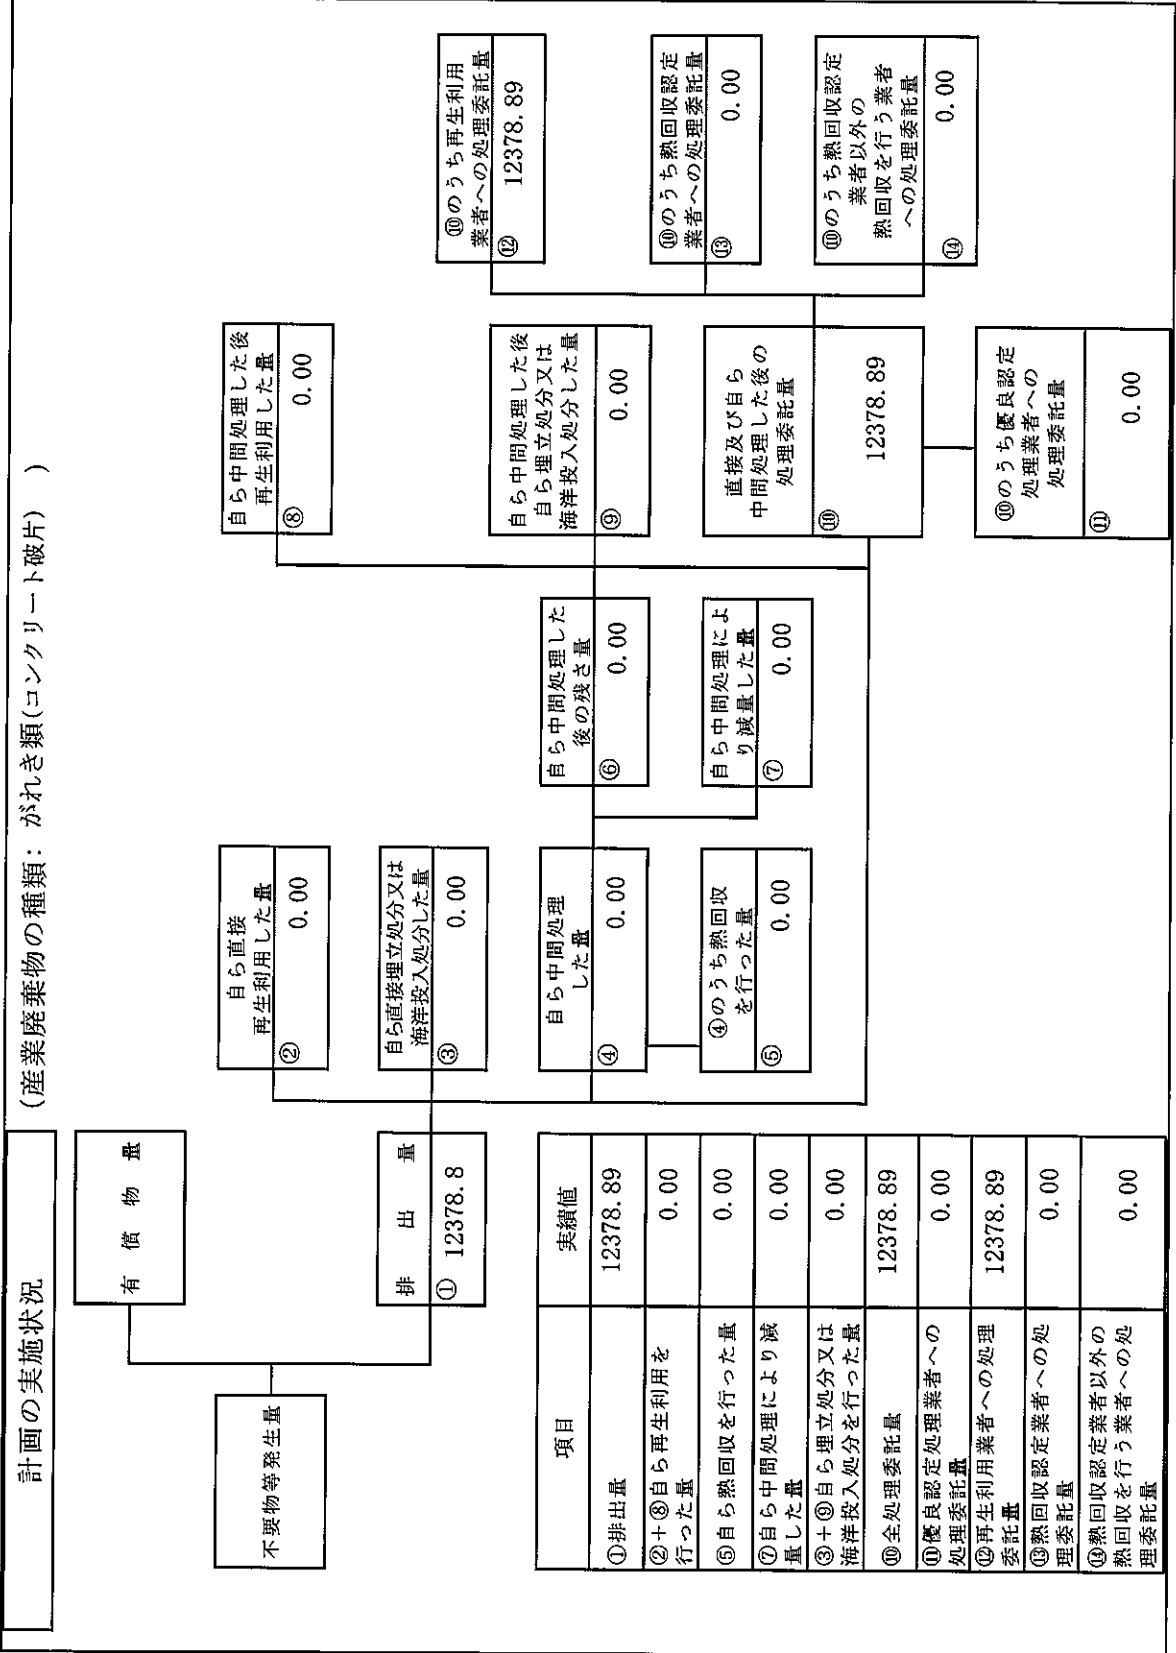 計画の実施状況
(産業廃棄物の種類: がれき類(コンクリート破片) )
不要物等発生量
有償物量
排出量
① 12378.8
自ら直接
再生利用した量
② 0.00
自ら直接埋立処分又は
海洋投入処分した量
③ 0.00
自ら中間処理
した量
④ 0.00
④のうち熱回収
を行った量
⑤ 0.00
自ら中間処理した
後の残さ量
⑥ 0.00
自ら中間処理によ
り減量した量
⑦ 0.00
自ら中間処理した後
再生利用した量
⑧ 0.00
自ら中間処理した後
自ら埋立処分又は
海洋投入処分した量
⑨ 0.00
直接及び自ら
中間処理した後の
処理委託量
⑩ 12378.89
⑩のうち優良認定
処理業者への
処理委託量
⑪ 0.00
⑩のうち再生利用
業者への処理委託量
⑫ 12378.89
⑩のうち熱回収認定
業者への処理委託量
⑬ 0.00
⑩のうち熱回収認定
業者以外の
熱回収を行う業者
への処理委託量
⑭ 0.00
項目 実績値
①排出量 12378.89
②+⑧自ら再生利用を
行った量 0.00
⑤自ら熱回収を行った量 0.00
⑦自ら中間処理により減
量した量 0.00
③+⑨自ら埋立処分又は
海洋投入処分を行った量 0.00
⑩全処理委託量 12378.89
⑪優良認定処理業者への
処理委託量 0.00
⑫再生利用業者への処理
委託量 12378.89
⑬熱回収認定業者への処
理委託量 0.00
⑭熱回収認定業者以外の
熱回収を行う業者への処
理委託量 0.00